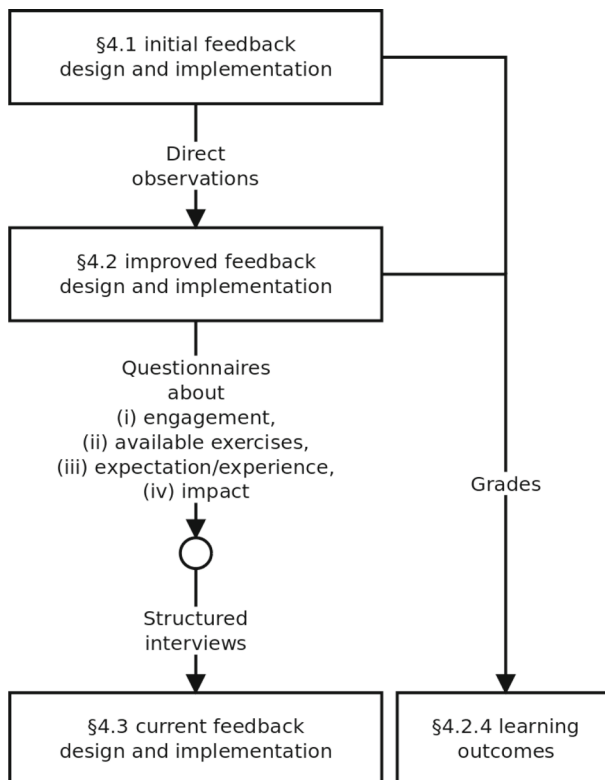 §4.1 initial feedback
design and implementation
Direct
observations
§4.2 improved feedback
design and implementation
Questionnaires
about
(i) engagement,
(ii) available exercises,
(iii) expectation/experience,
(iv) impact
Grades
Structured
interviews
§4.3 current feedback
design and implementation
§4.2.4 learning
outcomes